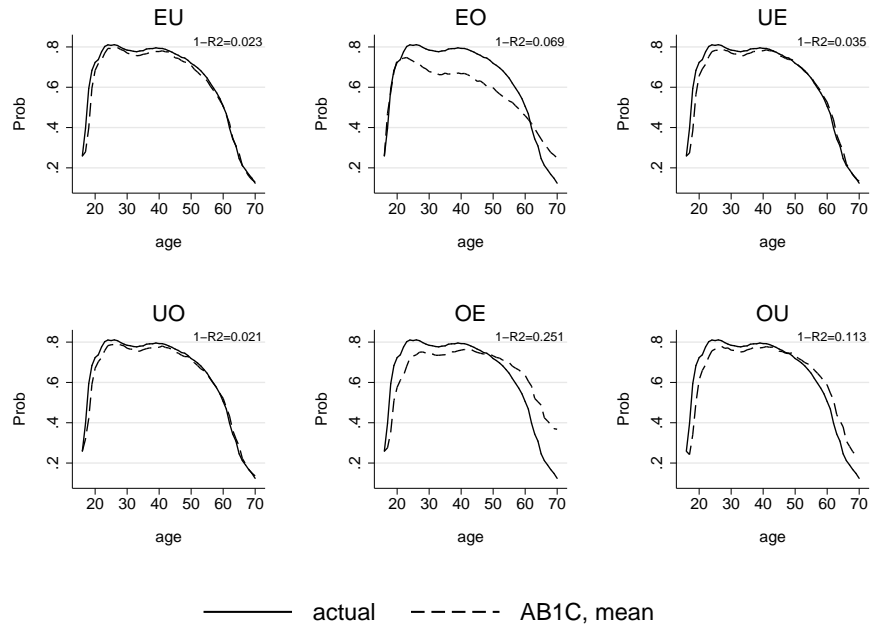 EU EO UE
1−R2=0.023 1−R2=0.069 1−R2=0.035
.8 .8 .8
.6 .6 .6
.4 .4 .4
.2 .2 .2
Prob Prob Prob
20 30 40 50 60 70 20 30 40 50 60 70 20 30 40 50 60 70
age age age
UO OE OU
1−R2=0.021 1−R2=0.251 1−R2=0.113
.8 .8 .8
.6 .6 .6
.4 .4 .4
.2 .2 .2
Prob Prob Prob
20 30 40 50 60 70 20 30 40 50 60 70 20 30 40 50 60 70
age age age
actual AB1C, mean